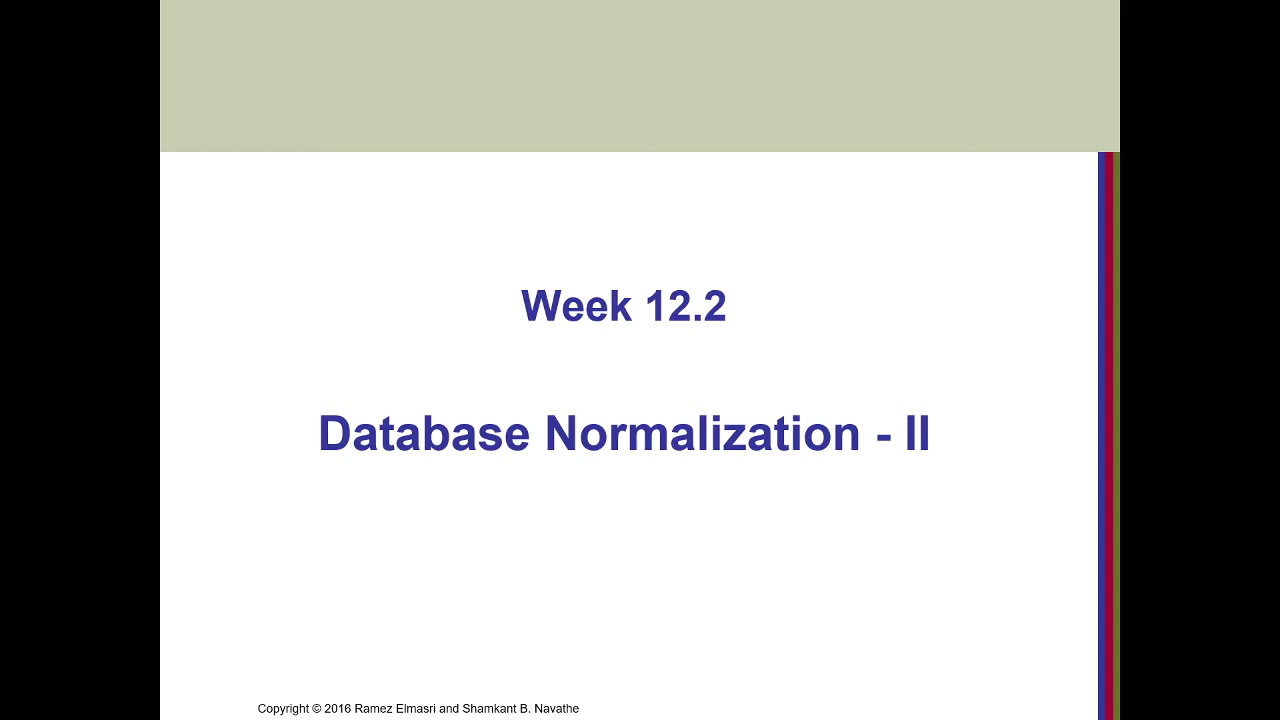 Week 12.2
Database Normalization - II
Copyright © 2016 Ramez Elmasri and Shamkant B. Navathe